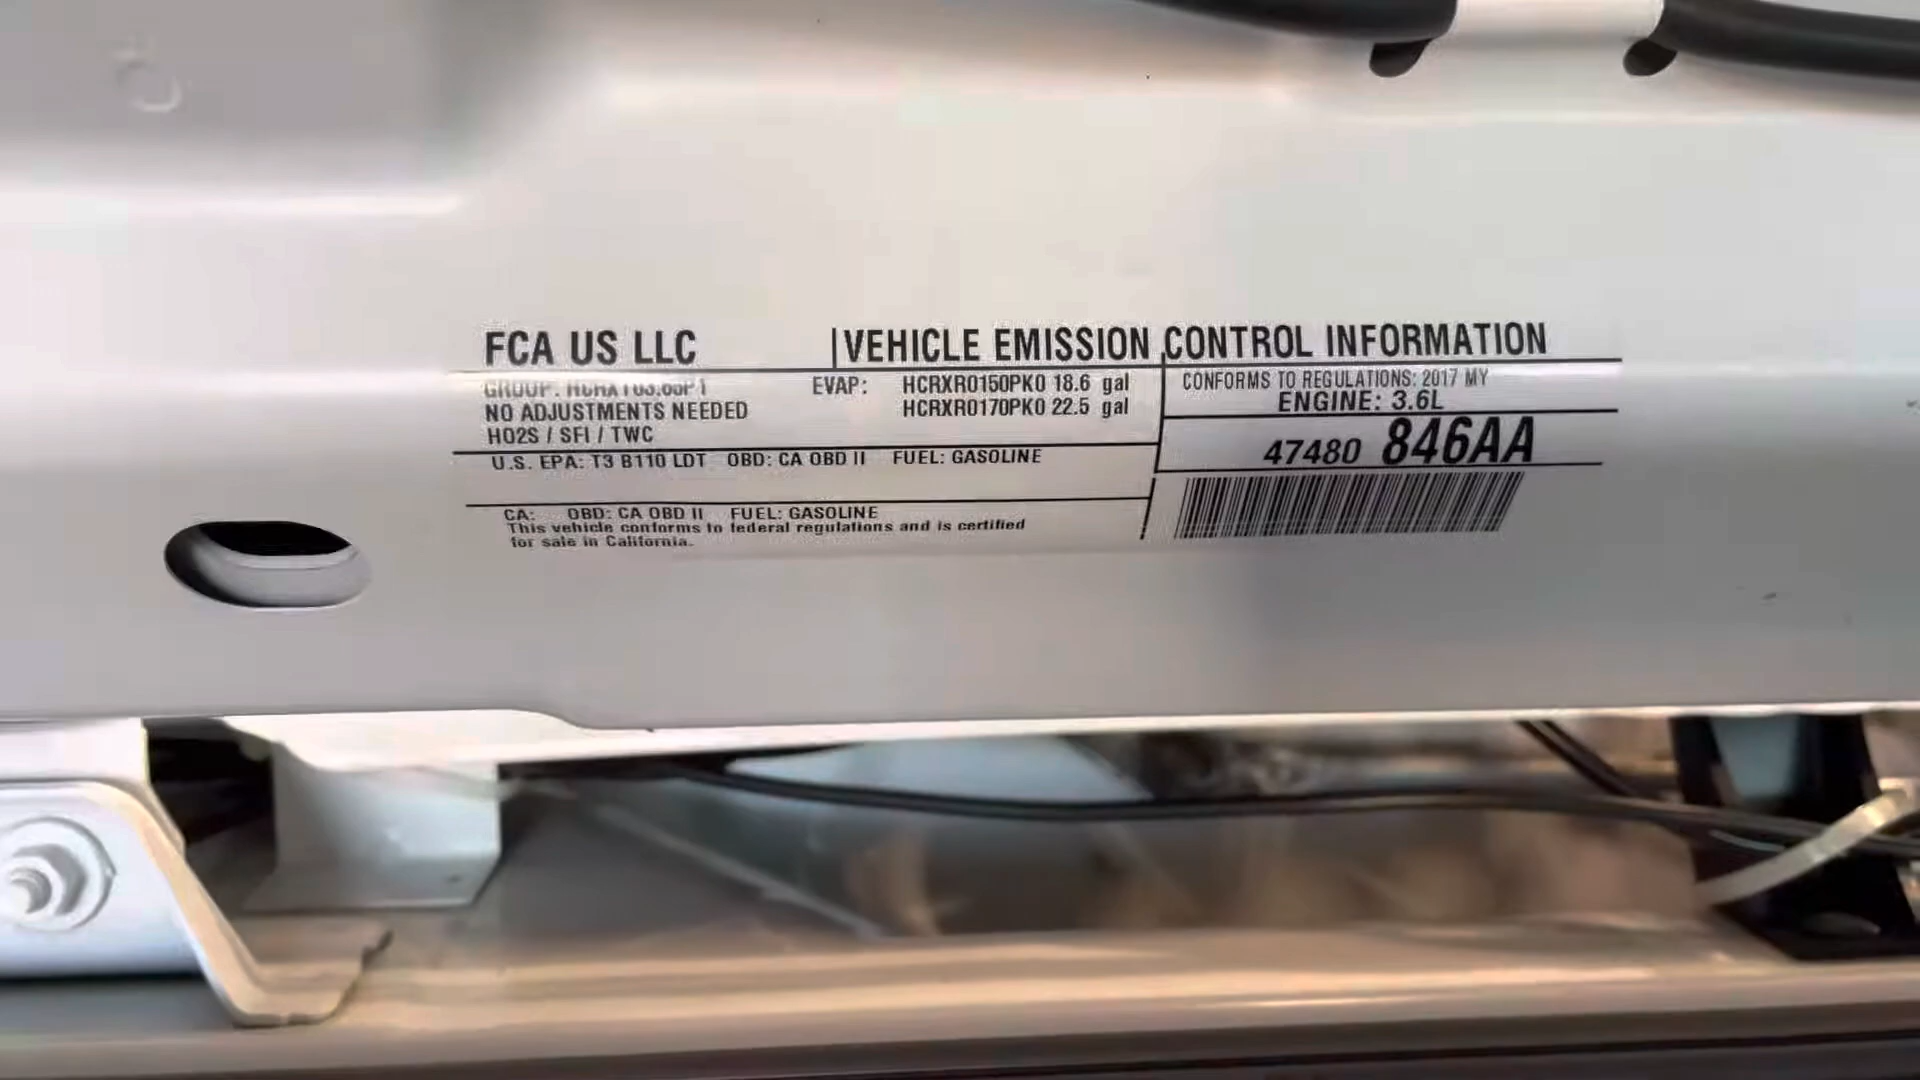 FCA US LLC
VEHICLE EMISSION CONTROL INFORMATION
GROUP:
NO ADJUSTMENTS NEEDED
HO2S / SFI / TWC
EVAP: HCRXR0150PK0 18.6 gal
HCRXR0170PK0 22.5 gal
CONFORMS TO REGULATIONS: 2017 MY
ENGINE: 3.6L
47480 846AA
U.S. EPA: T3 B110 LDT OBD: CA OBD II FUEL: GASOLINE
CA: OBD: CA OBD II FUEL: GASOLINE
This vehicle conforms to federal regulations and is certified
for sale in California.